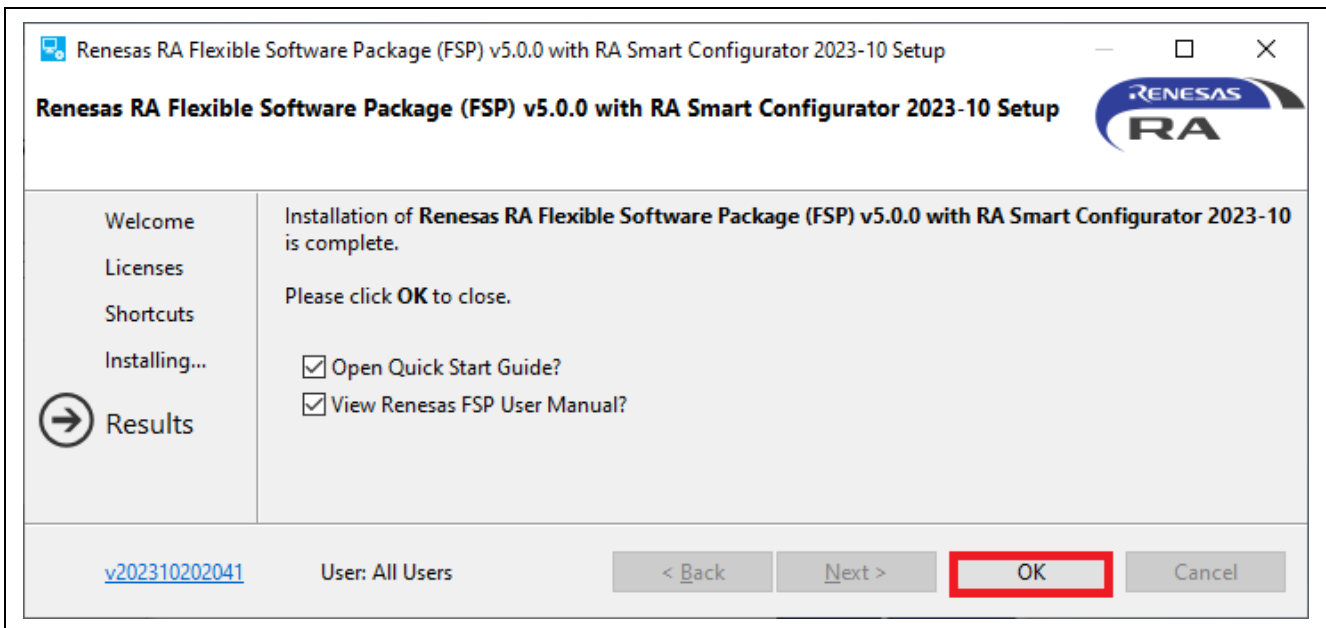 Renesas RA Flexible Software Package (FSP) v5.0.0 with RA Smart Configurator 2023-10 Setup
Renesas RA Flexible Software Package (FSP) v5.0.0 with RA Smart Configurator 2023-10 Setup
RENESAS
RA
Welcome
Licenses
Shortcuts
Installing...
Results
Installation of Renesas RA Flexible Software Package (FSP) v5.0.0 with RA Smart Configurator 2023-10
is complete.
Please click OK to close.
Open Quick Start Guide?
View Renesas FSP User Manual?
v202310202041
User: All Users
< Back
Next >
OK
Cancel